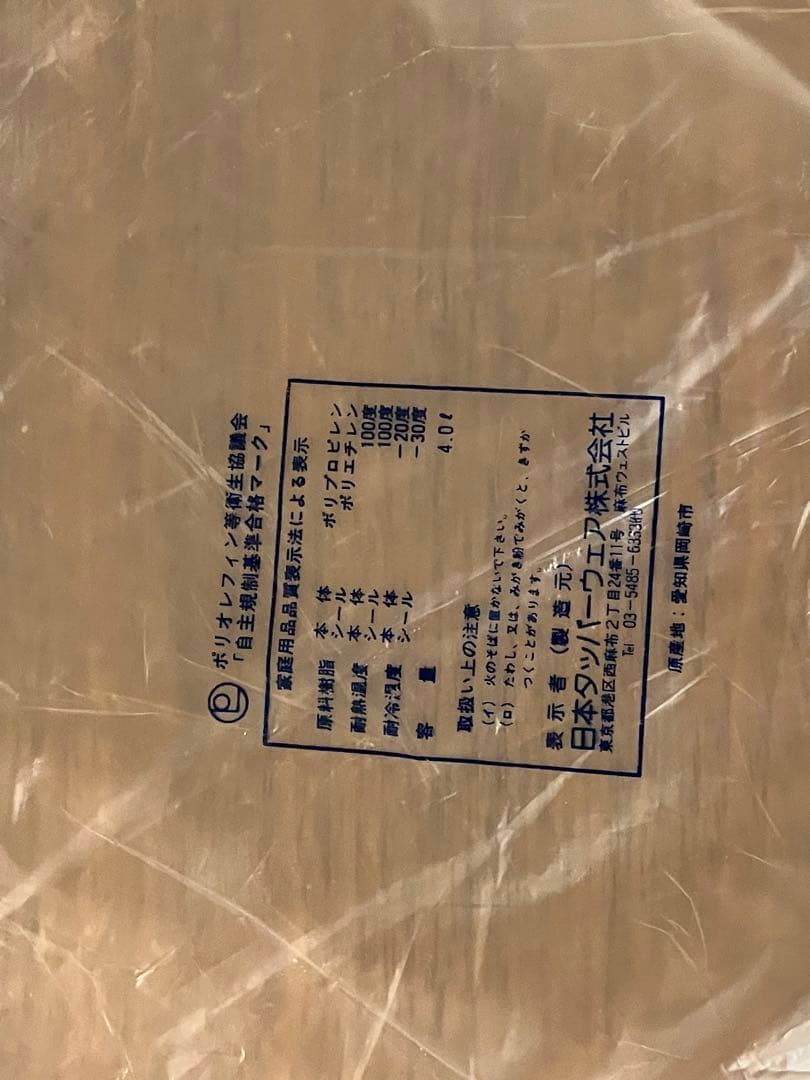 ポリオレフィン等衛生協議会
「自主規制基準合格マーク」
家庭用品品質表示法による表示
原料樹脂 本体 ポリプロピレン
シール ポリエチレン
耐熱温度 本体 100度
シール 100度
耐冷温度 本体 -20度
シール -30度
容量 4.0ℓ
取扱い上の注意
(イ) 火のそばに置かないで下さい。
(ロ) たわし、又は、みがき粉でみがくと、きずが
つくことがあります。
表示者(製造元)
日本タッパーウェア株式会社
東京都港区西麻布2丁目24番11号 麻布ウェストビル
Tel 03-5485-6363㈹
原産地:愛知県岡崎市